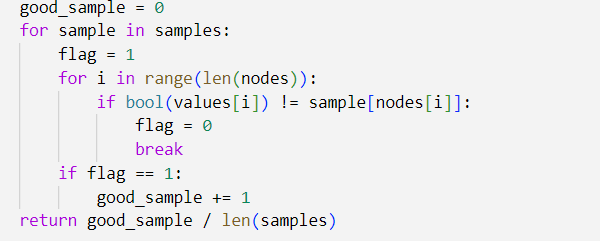 good_sample = 0
for sample in samples:
    flag = 1
    for i in range(len(nodes)):
        if bool(values[i]) != sample[nodes[i]]:
            flag = 0
            break
    if flag == 1:
        good_sample += 1
return good_sample / len(samples)